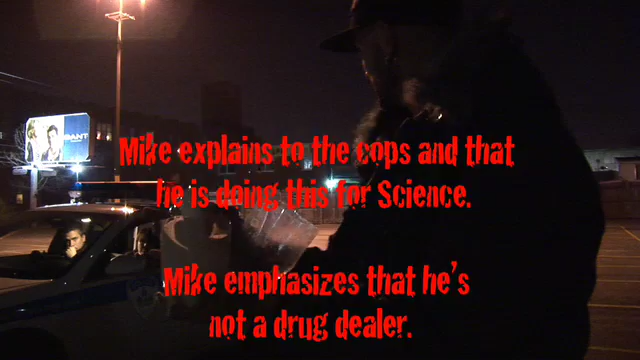 Mike explains to the cops and that
he is doing this for Science.
Mike emphasizes that he's
not a drug dealer.